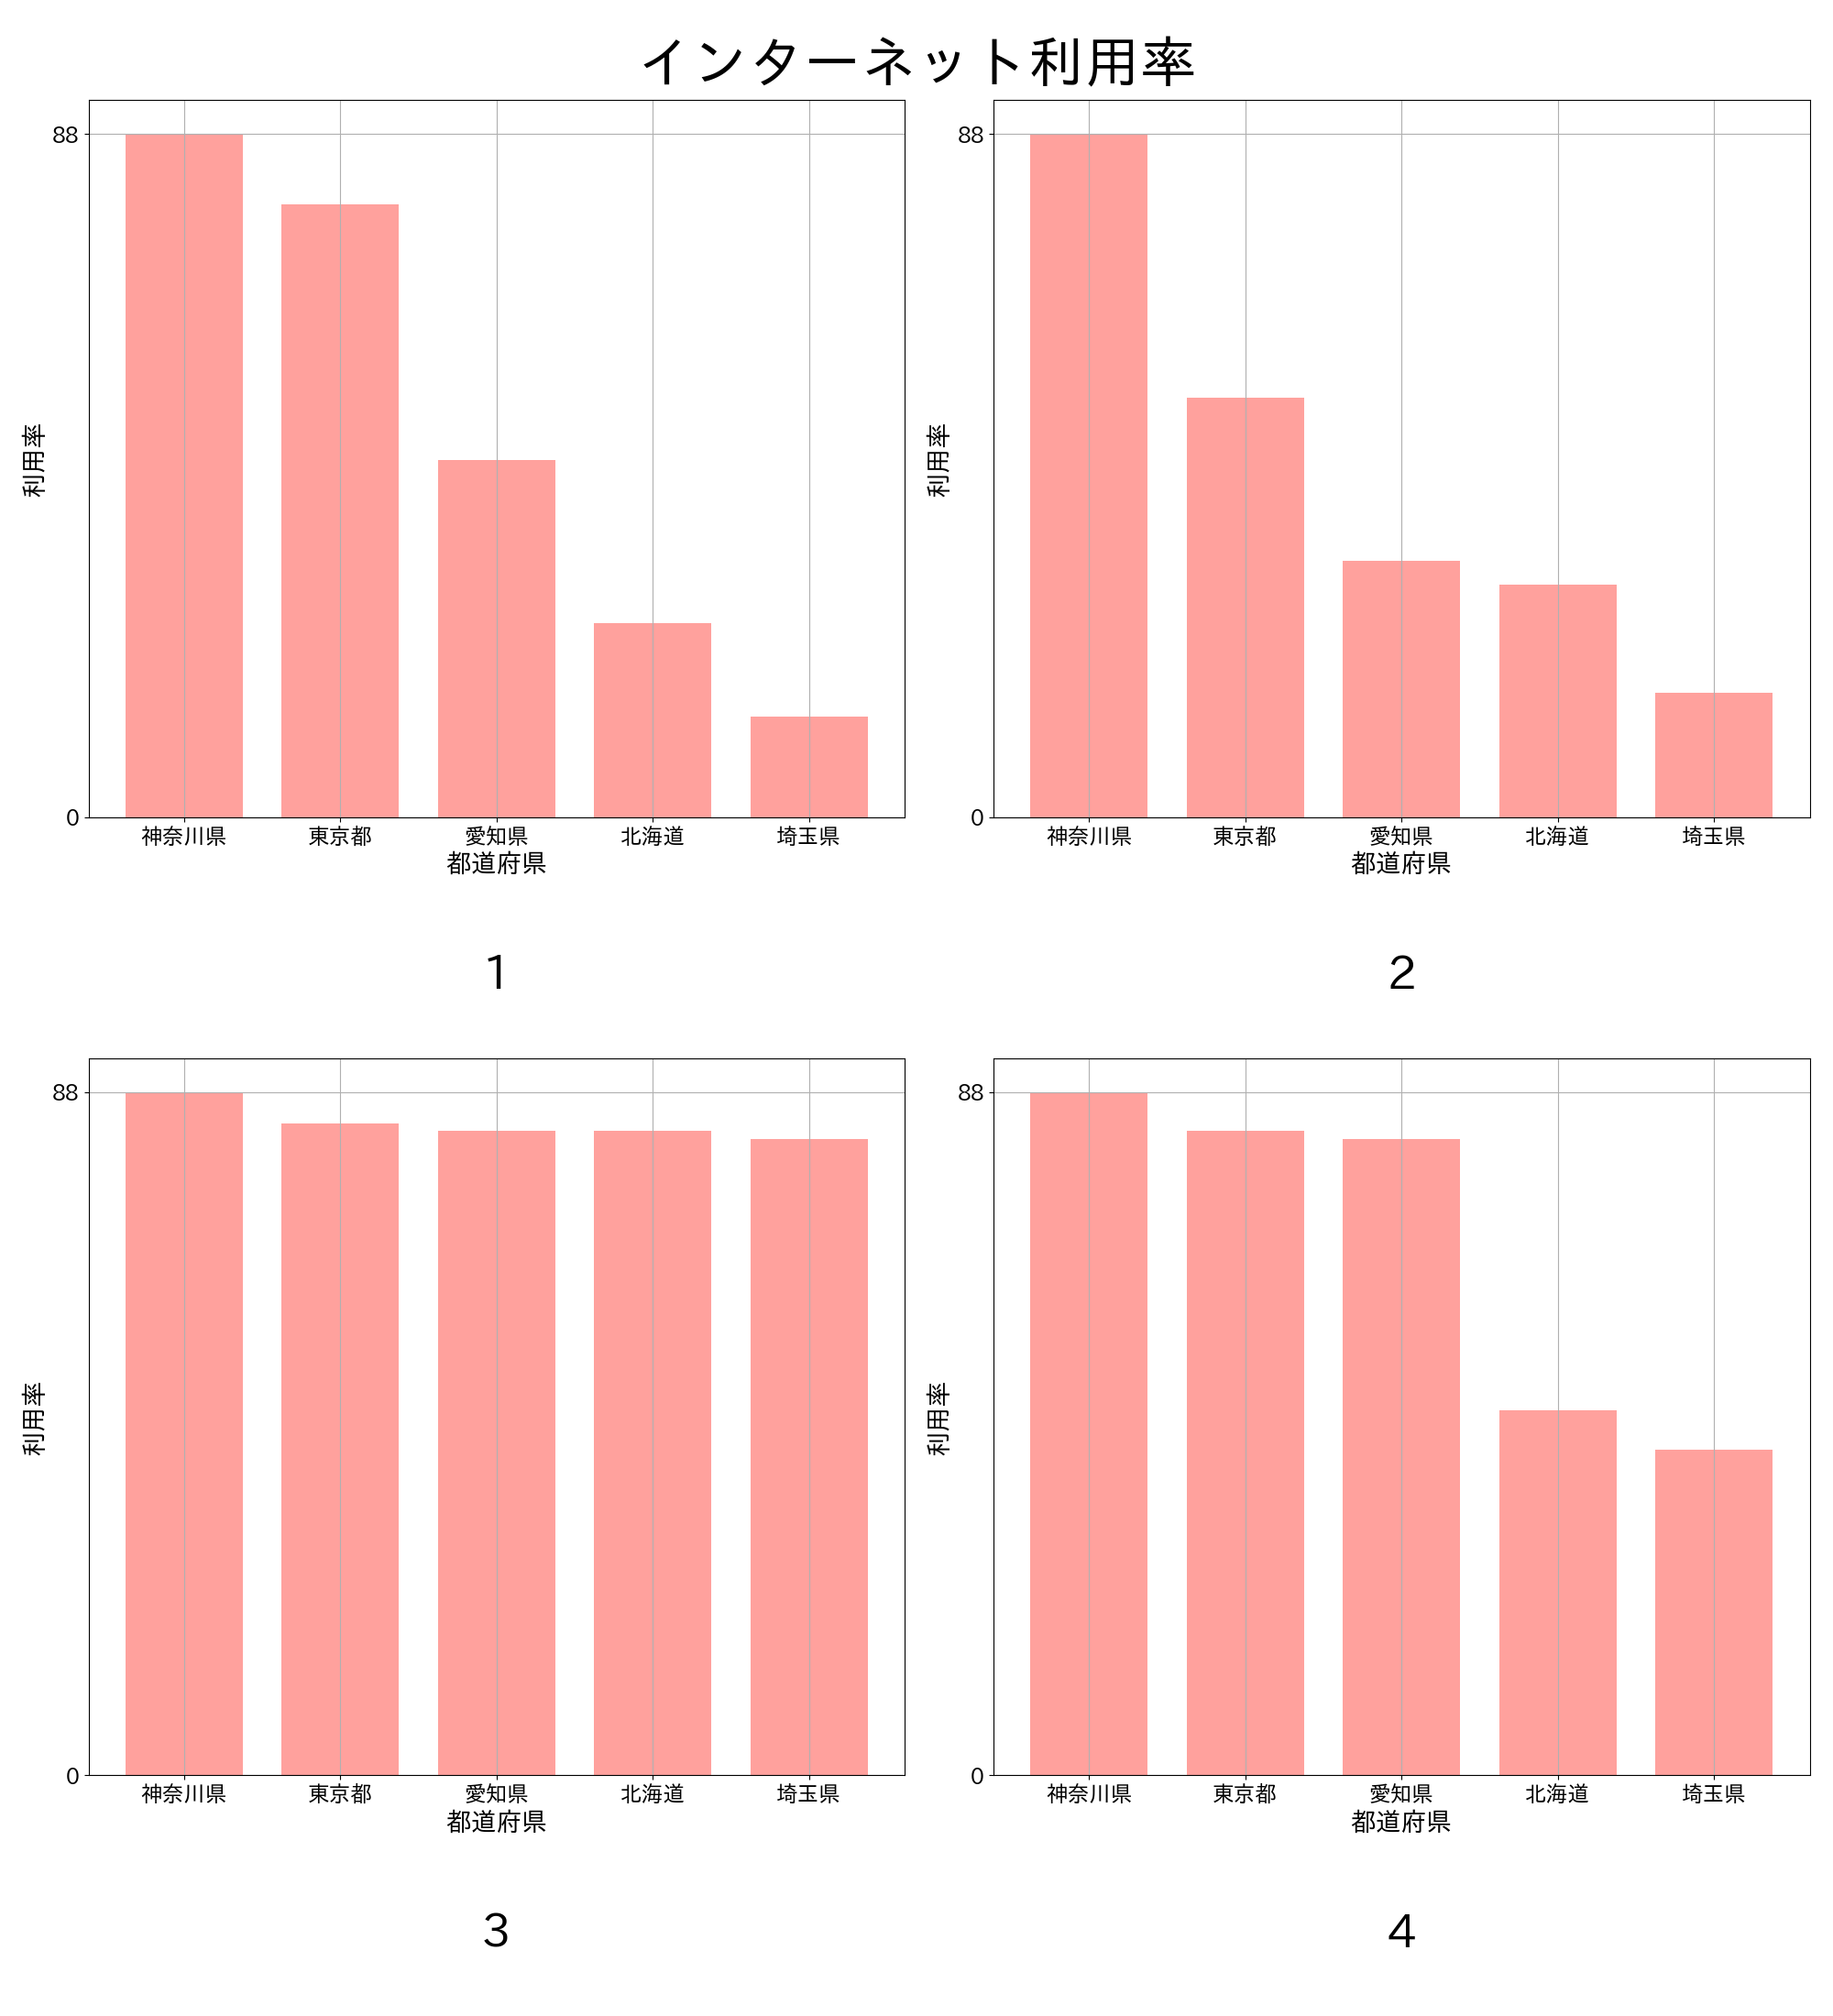 インターネット利用率
88
0
利用率
神奈川県 東京都 愛知県 北海道 埼玉県
都道府県
1
88
0
利用率
神奈川県 東京都 愛知県 北海道 埼玉県
都道府県
2
88
0
利用率
神奈川県 東京都 愛知県 北海道 埼玉県
都道府県
3
88
0
利用率
神奈川県 東京都 愛知県 北海道 埼玉県
都道府県
4